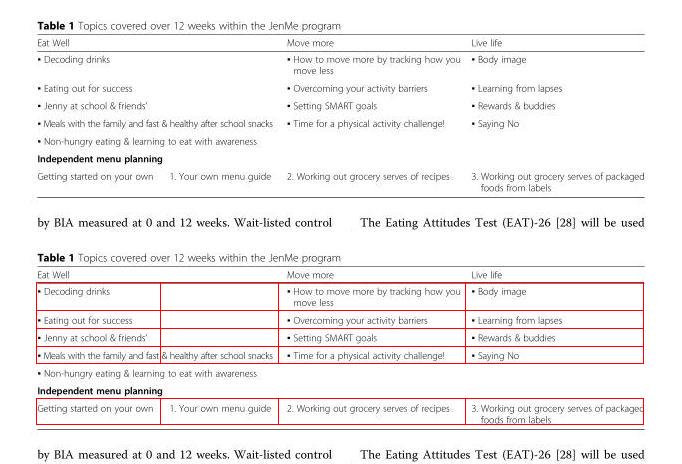 Table 1 Topics covered over 12 weeks within the JenMe program
Eat Well Move more Live life
▪ Decoding drinks ▪ How to move more by tracking how you move less ▪ Body image
▪ Eating out for success ▪ Overcoming your activity barriers ▪ Learning from lapses
▪ Jenny at school & friends' ▪ Setting SMART goals ▪ Rewards & buddies
▪ Meals with the family and fast & healthy after school snacks ▪ Time for a physical activity challenge! ▪ Saying No
▪ Non-hungry eating & learning to eat with awareness
Independent menu planning
Getting started on your own 1. Your own menu guide 2. Working out grocery serves of recipes 3. Working out grocery serves of packaged foods from labels
by BIA measured at 0 and 12 weeks. Wait-listed control The Eating Attitudes Test (EAT)-26 [28] will be used
Table 1 Topics covered over 12 weeks within the JenMe program
Eat Well Move more Live life
▪ Decoding drinks ▪ How to move more by tracking how you move less ▪ Body image
▪ Eating out for success ▪ Overcoming your activity barriers ▪ Learning from lapses
▪ Jenny at school & friends' ▪ Setting SMART goals ▪ Rewards & buddies
▪ Meals with the family and fast & healthy after school snacks ▪ Time for a physical activity challenge! ▪ Saying No
▪ Non-hungry eating & learning to eat with awareness
Independent menu planning
Getting started on your own 1. Your own menu guide 2. Working out grocery serves of recipes 3. Working out grocery serves of packaged foods from labels
by BIA measured at 0 and 12 weeks. Wait-listed control The Eating Attitudes Test (EAT)-26 [28] will be used